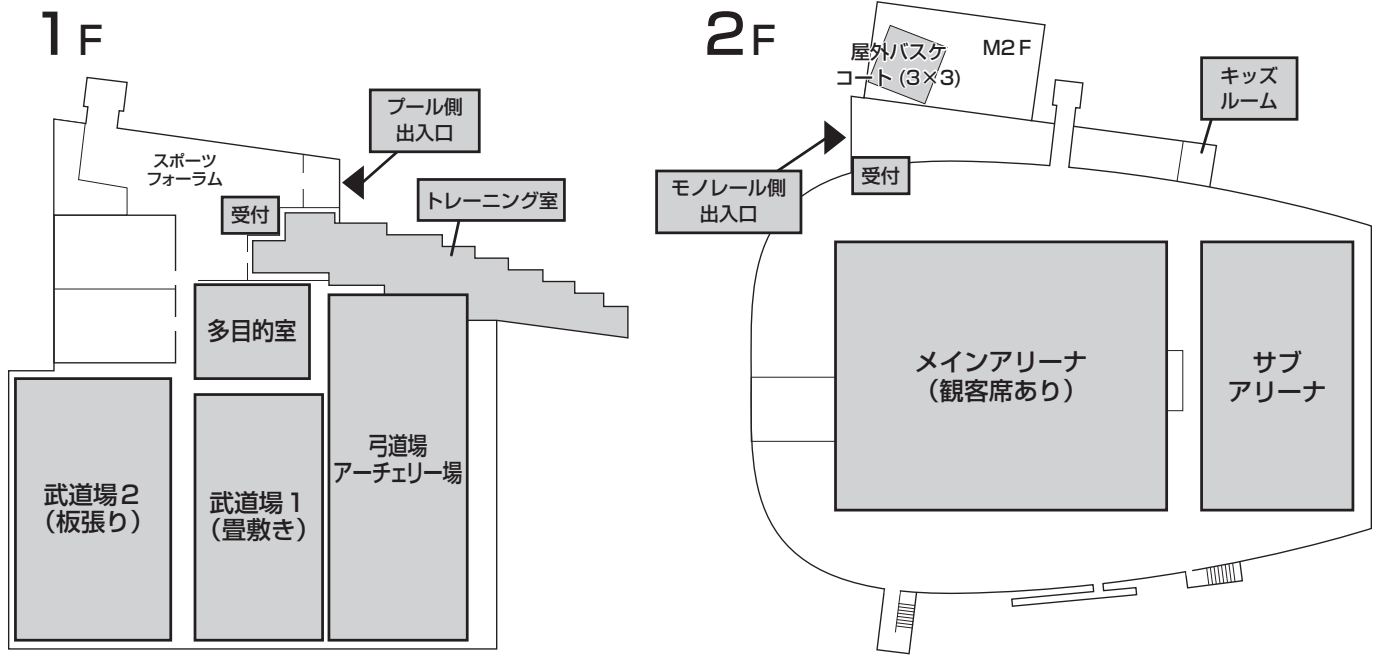 1F
プール側
出入口
スポーツ
フォーラム
受付
トレーニング室
多目的室
弓道場
アーチェリー場
武道場2
（板張り）
武道場1
（畳敷き）
2F
屋外バスケ
コート (3×3)
M2F
キッズ
ルーム
モノレール側
出入口
受付
メインアリーナ
（観客席あり）
サブ
アリーナ